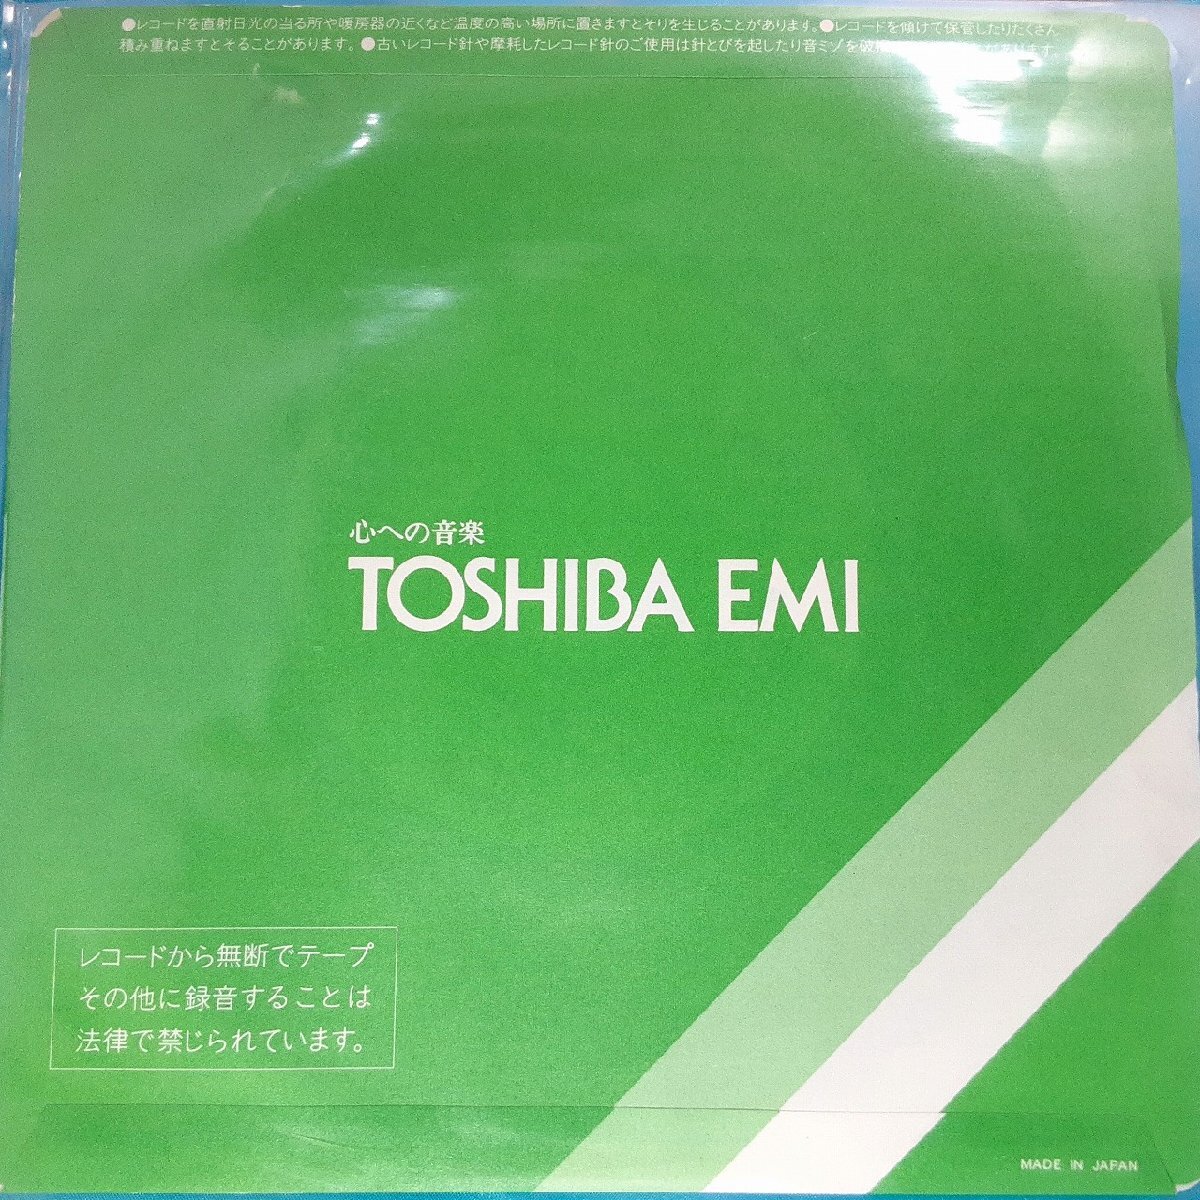 ●レコードを直射日光の当る所や暖房器の近くなど温度の高い場所に置きますとそりを生じることがあります。●レコードを傾けて保管したりたくさん
積み重ねますとそることがあります。●古いレコード針や摩耗したレコード針のご使用は針とびを起したり音ミゾを破損
心への音楽
TOSHIBA EMI
レコードから無断でテープ
その他に録音することは
法律で禁じられています。
MADE IN JAPAN